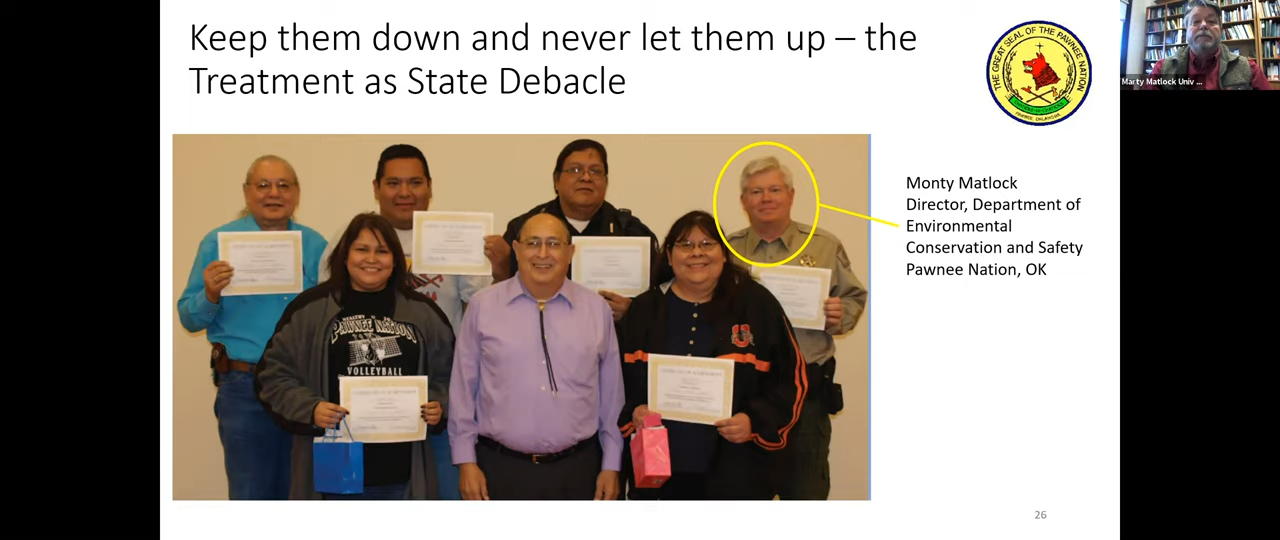 Keep them down and never let them up – the
Treatment as State Debacle
THE GREAT SEAL OF THE PAWNEE NATION
Marty Matlock Univ ...
Monty Matlock
Director, Department of
Environmental
Conservation and Safety
Pawnee Nation, OK
PAWNEE NATION
VOLLEYBALL
26